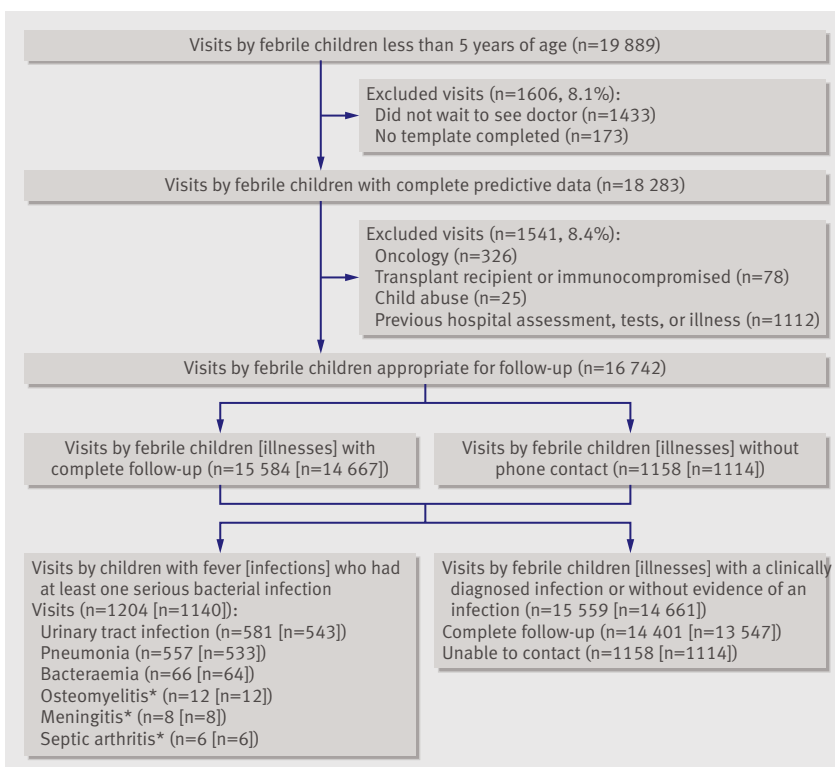 Visits by febrile children less than 5 years of age (n=19 889)
Excluded visits (n=1606, 8.1%):
Did not wait to see doctor (n=1433)
No template completed (n=173)
Visits by febrile children with complete predictive data (n=18 283)
Excluded visits (n=1541, 8.4%):
Oncology (n=326)
Transplant recipient or immunocompromised (n=78)
Child abuse (n=25)
Previous hospital assessment, tests, or illness (n=1112)
Visits by febrile children appropriate for follow-up (n=16 742)
Visits by febrile children [illnesses] with
complete follow-up (n=15 584 [n=14 667])
Visits by febrile children [illnesses] without
phone contact (n=1158 [n=1114])
Visits by children with fever [infections] who had
at least one serious bacterial infection
Visits (n=1204 [n=1140]):
Urinary tract infection (n=581 [n=543])
Pneumonia (n=557 [n=533])
Bacteraemia (n=66 [n=64])
Osteomyelitis* (n=12 [n=12])
Meningitis* (n=8 [n=8])
Septic arthritis* (n=6 [n=6])
Visits by febrile children [illnesses] with a clinically
diagnosed infection or without evidence of an
infection (n=15 559 [n=14 661])
Complete follow-up (n=14 401 [n=13 547])
Unable to contact (n=1158 [n=1114])